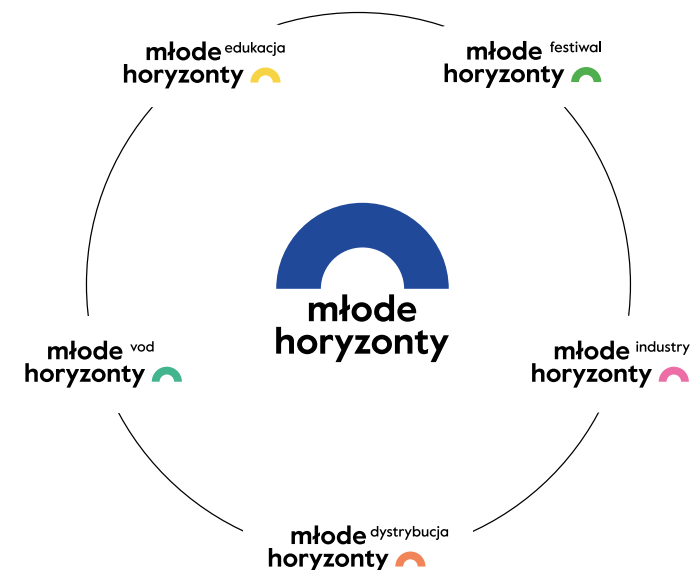 młode edukacja
horyzonty
młode festiwal
horyzonty
młode
horyzonty
młode vod
horyzonty
młode industry
horyzonty
młode dystrybucja
horyzonty